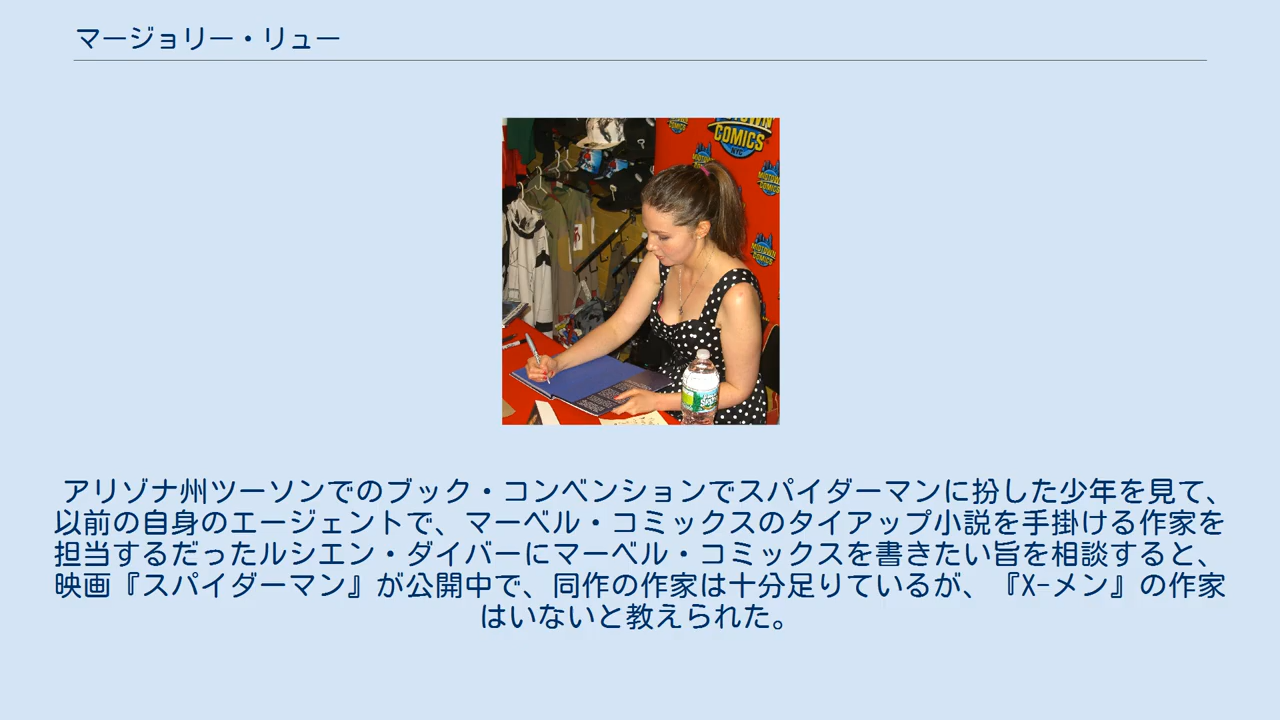 マージョリー・リュー
COMICS
NYC
MIDTOWN
COMICS
MIDTOWN
COMICS
アリゾナ州ツーソンでのブック・コンベンションでスパイダーマンに扮した少年を見て、
以前の自身のエージェントで、マーベル・コミックスのタイアップ小説を手掛ける作家を
担当するだったルシエン・ダイバーにマーベル・コミックスを書きたい旨を相談すると、
映画『スパイダーマン』が公開中で、同作の作家は十分足りているが、『X-メン』の作家
はいないと教えられた。